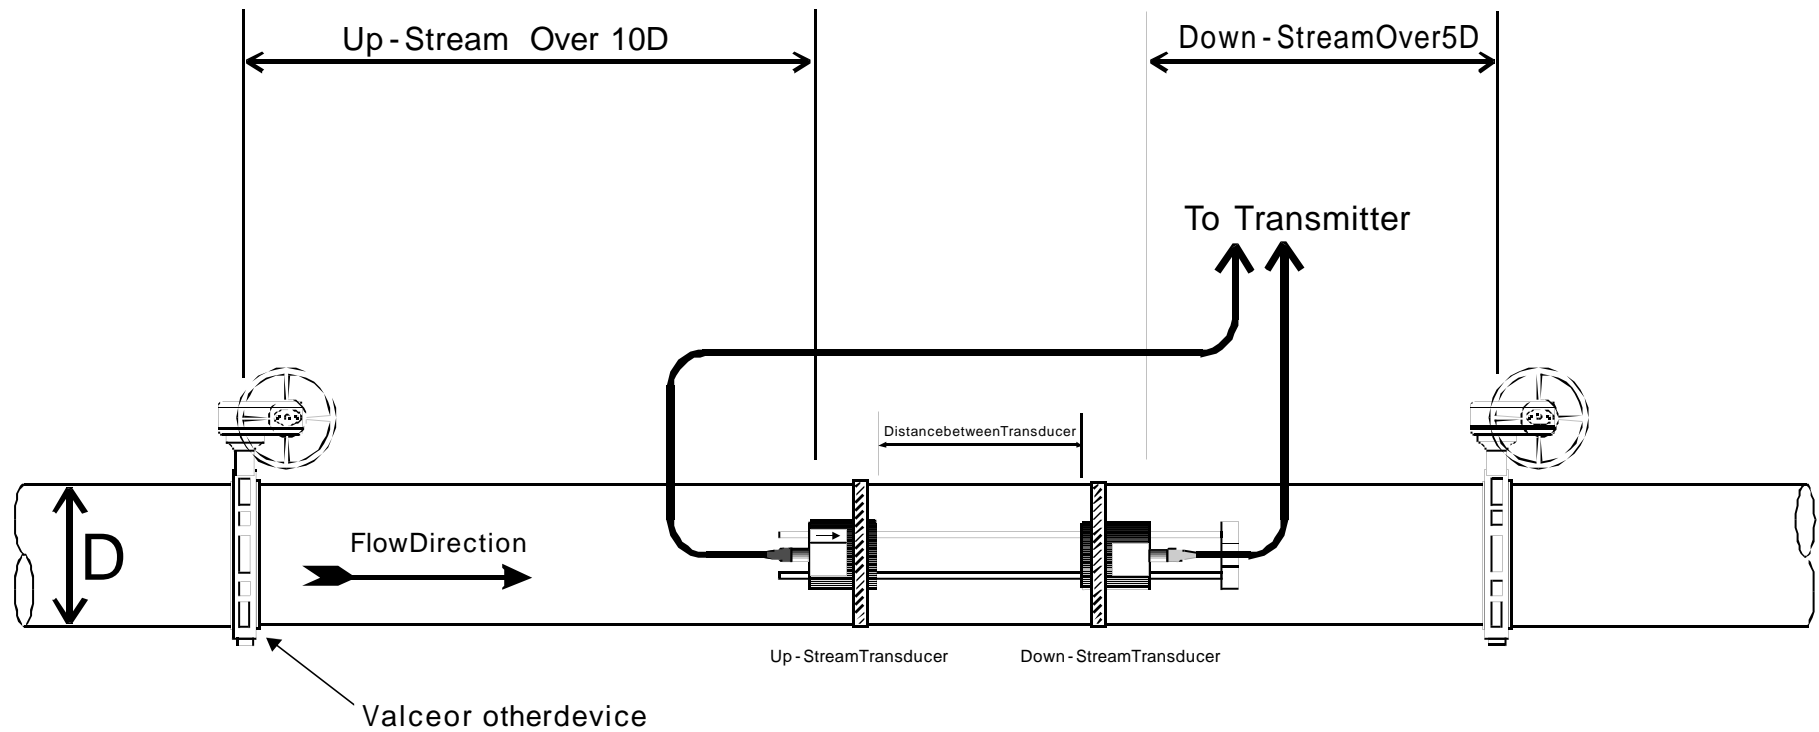 Up-Stream Over 10D
Down-StreamOver5D
To Transmitter
DistancebetweenTransducer
D
FlowDirection
Up-StreamTransducer
Down-StreamTransducer
Valceor otherdevice